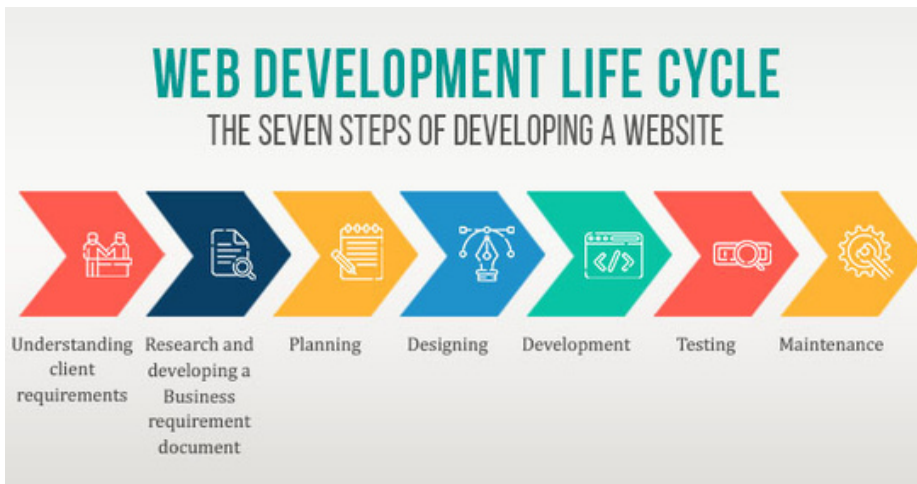 WEB DEVELOPMENT LIFE CYCLE
THE SEVEN STEPS OF DEVELOPING A WEBSITE
Understanding
client
requirements
Research and
developing a
Business
requirement
document
Planning
Designing
Development
Testing
Maintenance